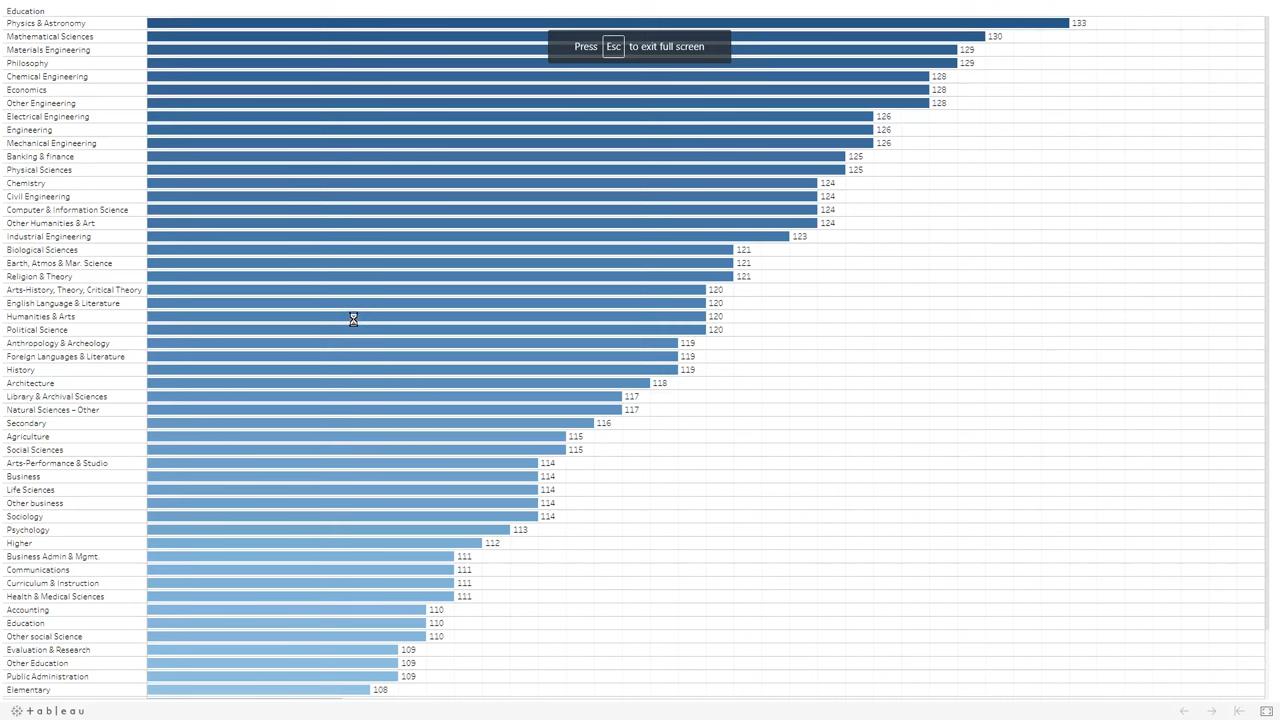 Education
Physics & Astronomy 133
Mathematical Sciences 130
Press Esc to exit full screen
Materials Engineering 129
Philosophy 129
Chemical Engineering 128
Economics 128
Other Engineering 128
Electrical Engineering 126
Engineering 126
Mechanical Engineering 126
Banking & finance 125
Physical Sciences 125
Chemistry 124
Civil Engineering 124
Computer & Information Science 124
Other Humanities & Art 124
Industrial Engineering 123
Biological Sciences 121
Earth, Atmos & Mar. Science 121
Religion & Theory 121
Arts-History, Theory, Critical Theory 120
English Language & Literature 120
Humanities & Arts 120
Political Science 120
Anthropology & Archeology 119
Foreign Languages & Literature 119
History 119
Architecture 118
Library & Archival Sciences 117
Natural Sciences – Other 117
Secondary 116
Agriculture 115
Social Sciences 115
Arts-Performance & Studio 114
Business 114
Life Sciences 114
Other business 114
Sociology 114
Psychology 113
Higher 112
Business Admin & Mgmt. 111
Communications 111
Curriculum & Instruction 111
Health & Medical Sciences 111
Accounting 110
Education 110
Other social Science 110
Evaluation & Research 109
Other Education 109
Public Administration 109
Elementary 108
+ableau